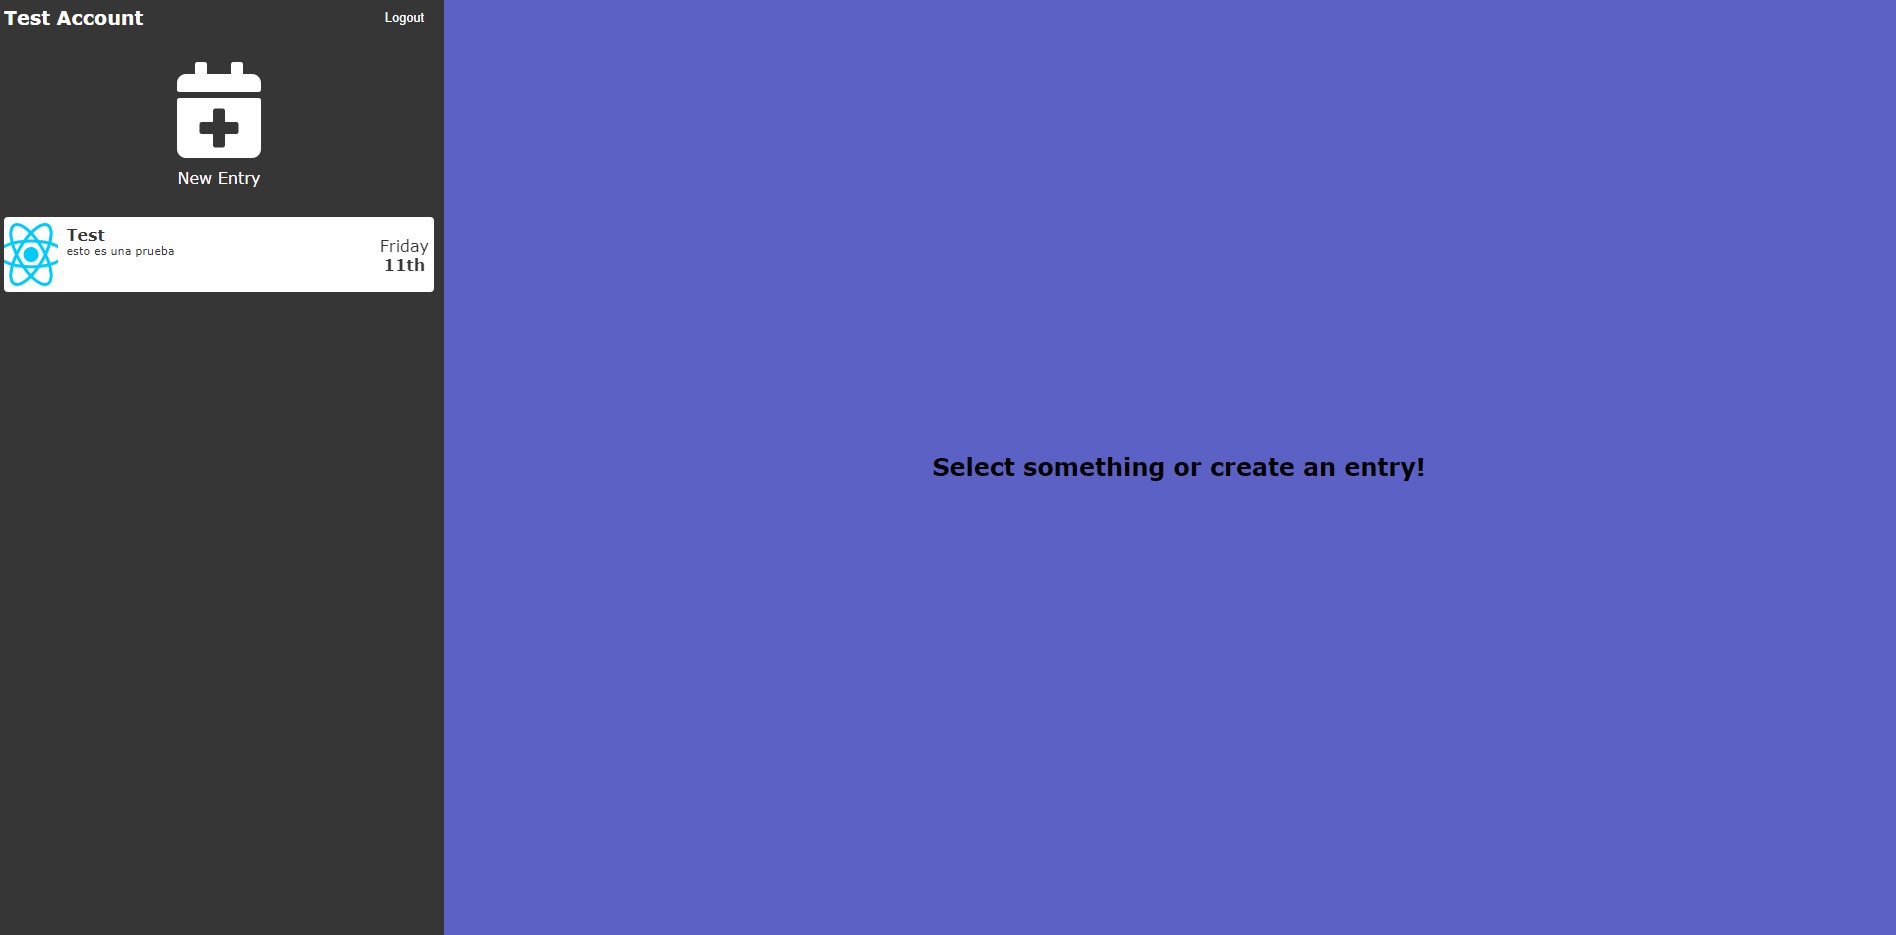 Test Account
Logout
New Entry
Test
esto es una prueba
Friday
11th
Select something or create an entry!